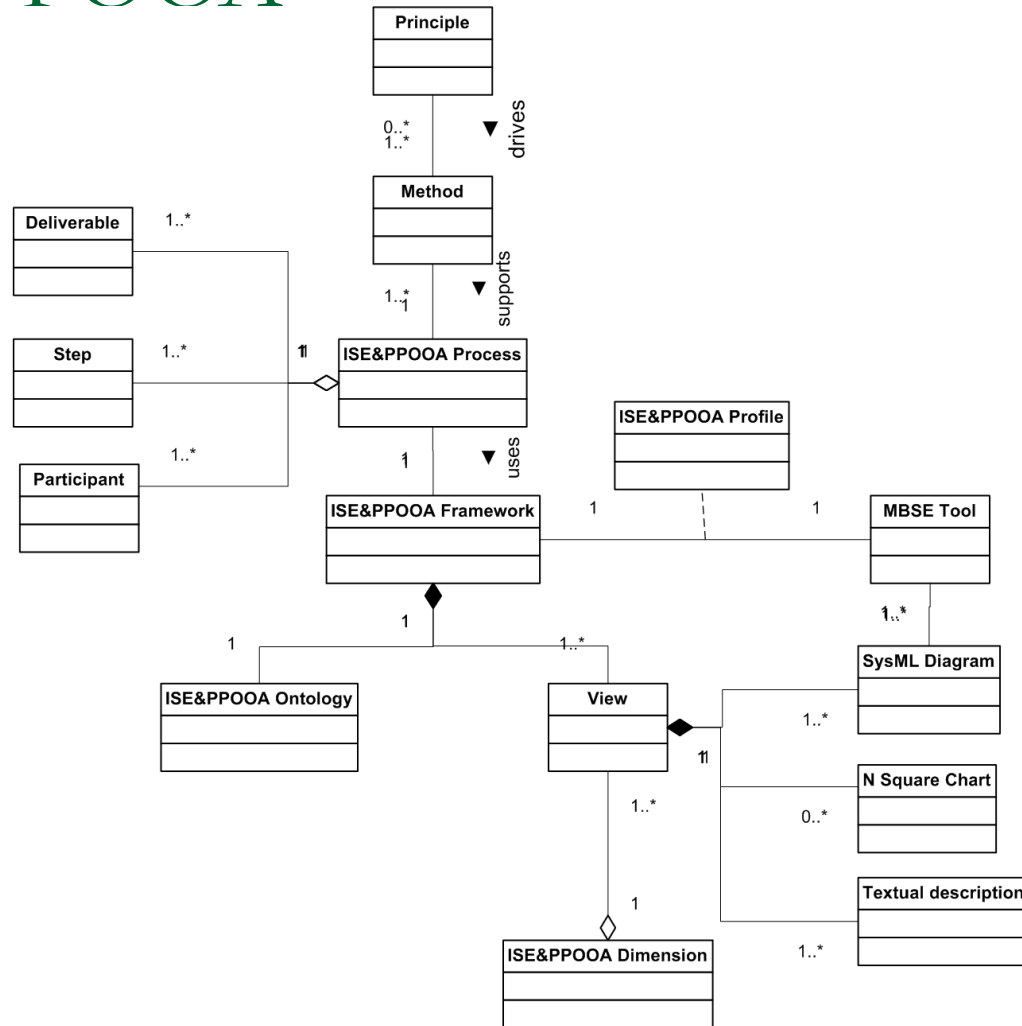 POOA
Principle
0..*
1..*
drives
Method
Deliverable
1..*
1..*
1
supports
Step
1..*
1
ISE&PPOOA Process
Participant
1..*
1
uses
ISE&PPOOA Profile
ISE&PPOOA Framework
1
1
MBSE Tool
1
1
1..*
1..*
SysML Diagram
ISE&PPOOA Ontology
View
1..*
1
N Square Chart
1..*
0..*
Textual description
1
1..*
ISE&PPOOA Dimension